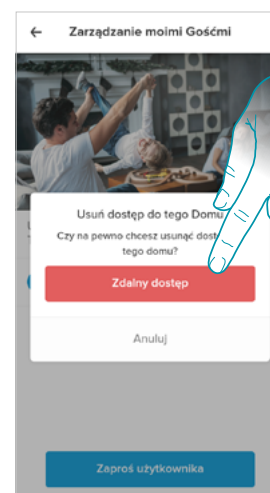 ← Zarządzanie moimi Gośćmi
Usuń dostęp do tego Domu
Czy na pewno chcesz usunąć
tego domu?
Zdalny dostęp
Anuluj
Zaproś użytkownika